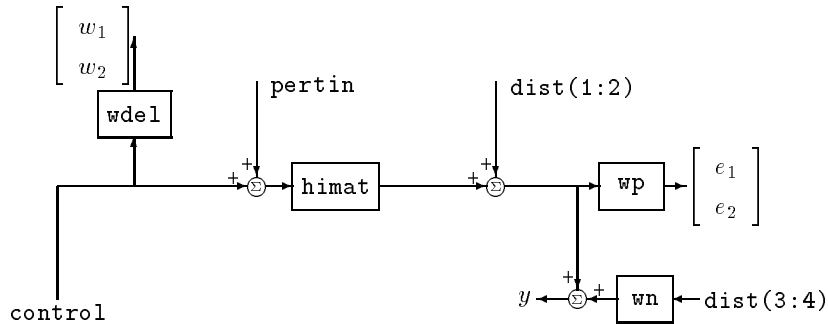 w1
w2
wdel
pertin
dist(1:2)
+
+
Σ
himat
+
+
Σ
wp
e1
e2
control
y
+
Σ
+
wn
dist(3:4)